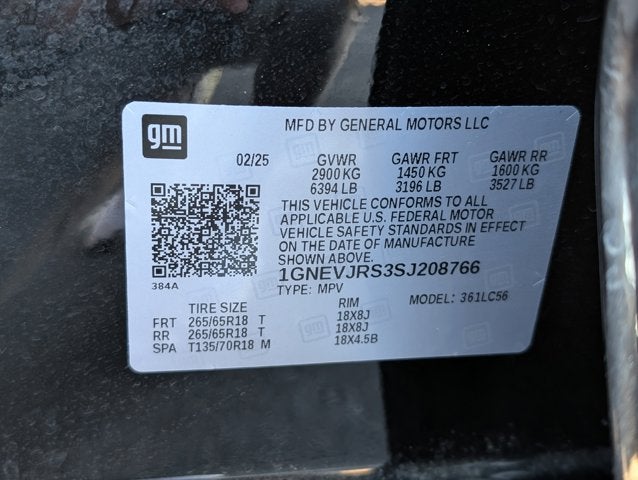 gm
MFD BY GENERAL MOTORS LLC
02/25 GVWR GAWR FRT GAWR RR
2900 KG 1450 KG 1600 KG
6394 LB 3196 LB 3527 LB
THIS VEHICLE CONFORMS TO ALL
APPLICABLE U.S. FEDERAL MOTOR
VEHICLE SAFETY STANDARDS IN EFFECT
ON THE DATE OF MANUFACTURE
SHOWN ABOVE.
384A
1GNEVJRS3SJ208766
TYPE: MPV MODEL: 361LC56
TIRE SIZE RIM
FRT 265/65R18 T 18X8J
RR 265/65R18 T 18X8J
SPA T135/70R18 M 18X4.5B